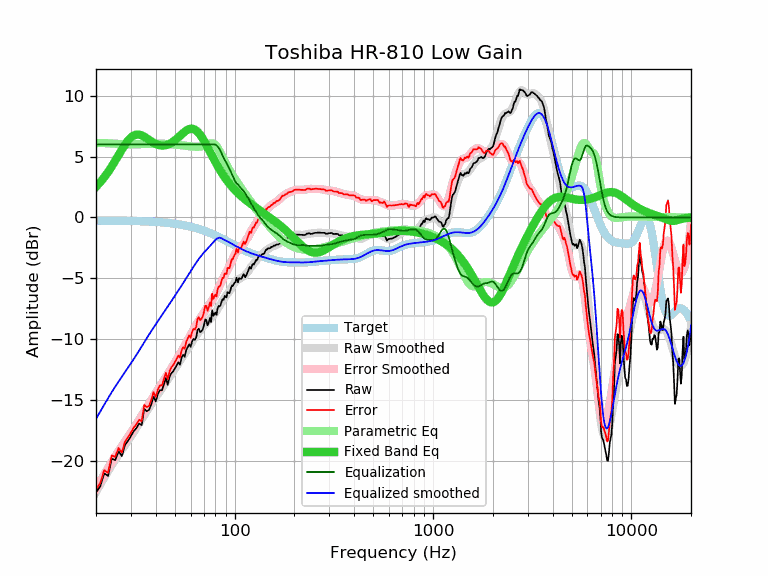 Toshiba HR-810 Low Gain
Amplitude (dBr)
10
5
0
−5
−10
−15
−20
Target
Raw Smoothed
Error Smoothed
Raw
Error
Parametric Eq
Fixed Band Eq
Equalization
Equalized smoothed
100
1000
10000
Frequency (Hz)